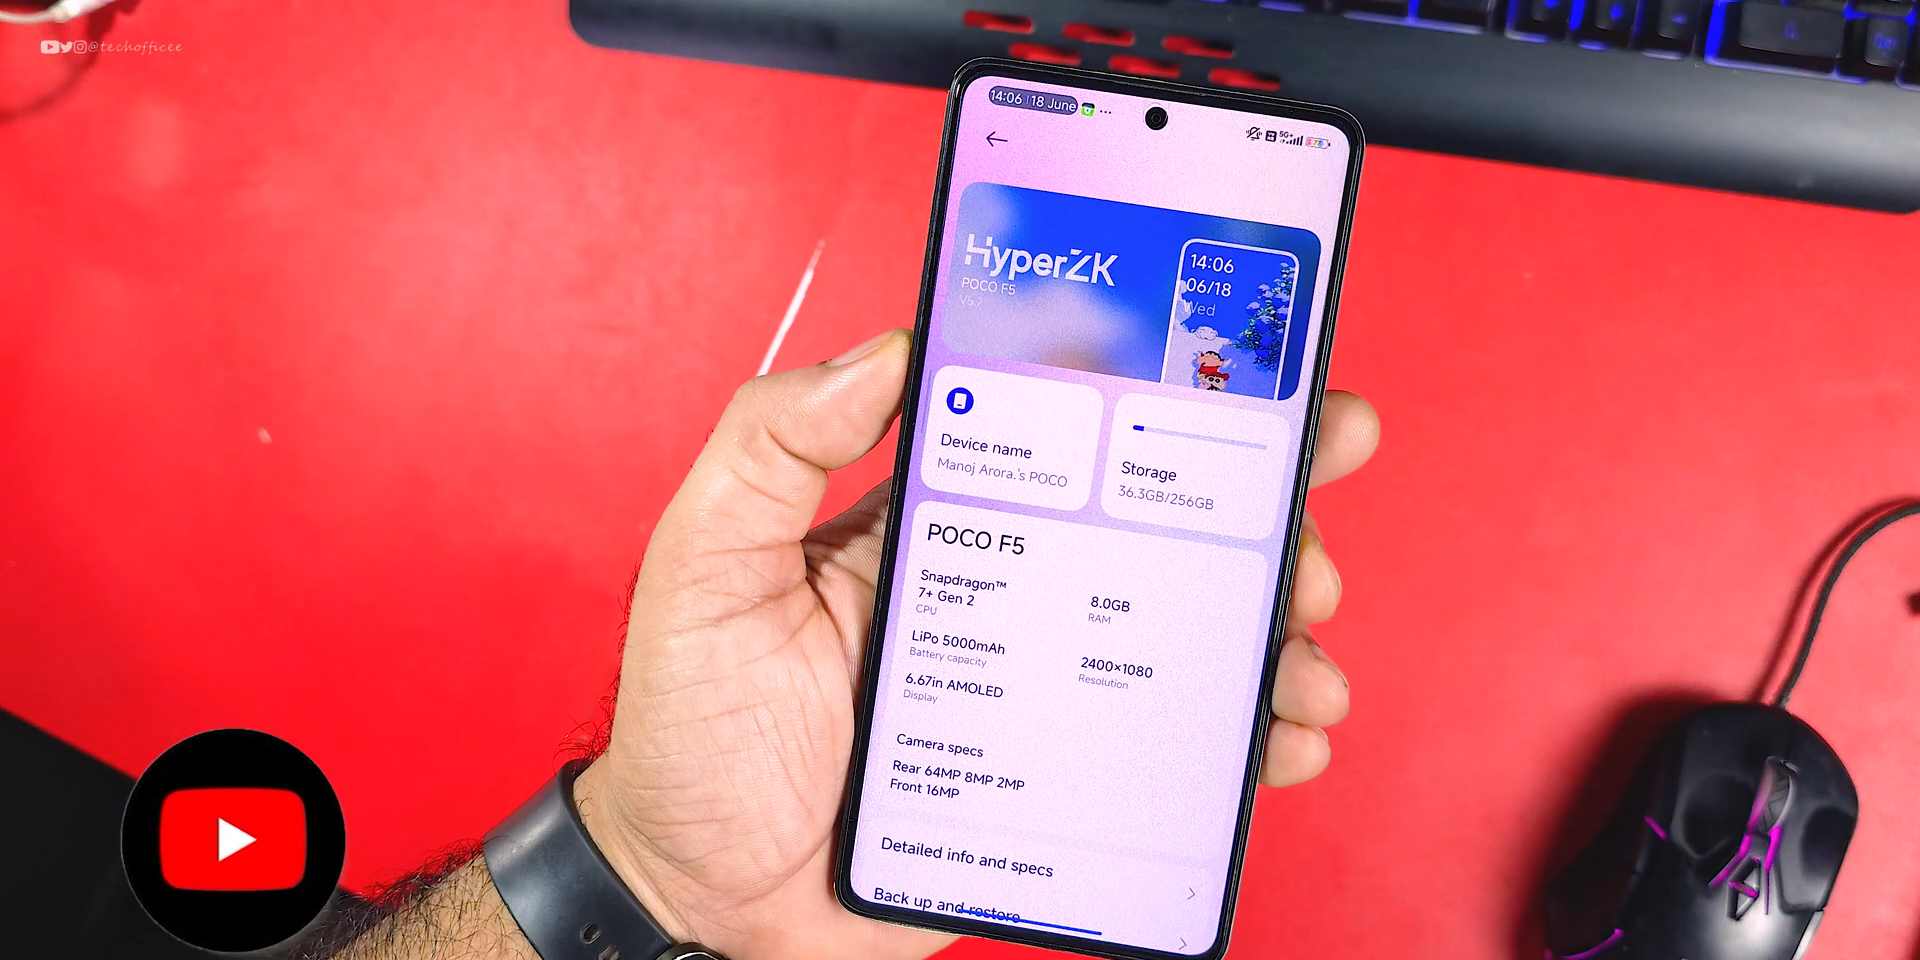 @techofficee
14:06 | 18 June
5G+
HyperZK
POCO F5
V5.7
14:06
06/18
Wed
Device name
Manoj Arora.'s POCO
Storage
36.3GB/256GB
POCO F5
Snapdragon™
7+ Gen 2
CPU
8.0GB
RAM
LiPo 5000mAh
Battery capacity
2400×1080
Resolution
6.67in AMOLED
Display
Camera specs
Rear 64MP 8MP 2MP
Front 16MP
Detailed info and specs
Back up and restore